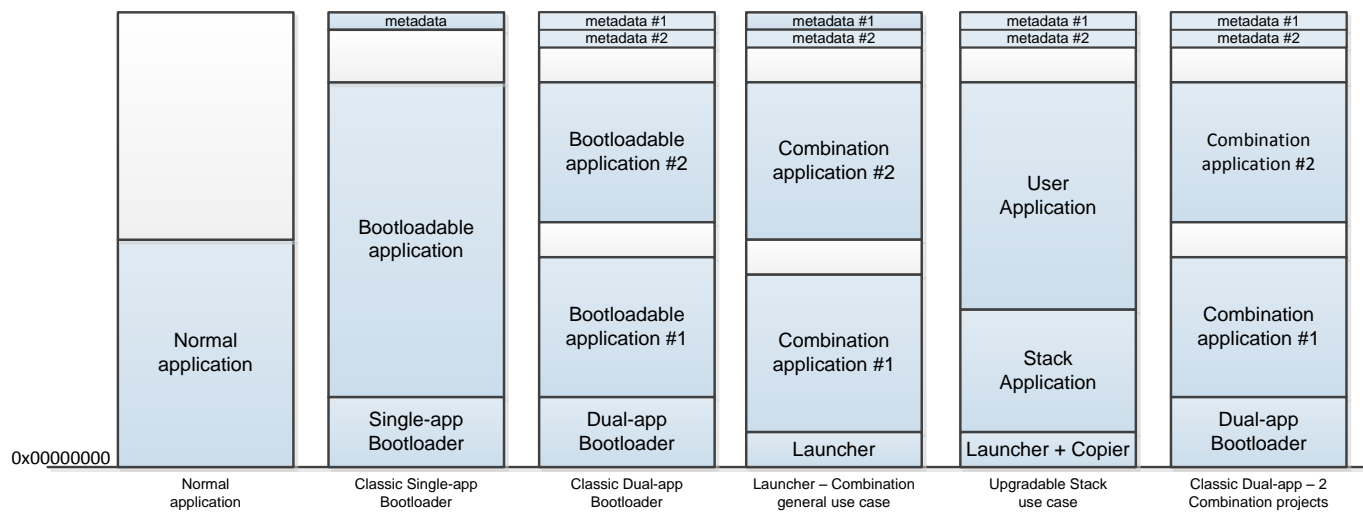 metadata
metadata #1
metadata #1
metadata #1
metadata #1
metadata #2
metadata #2
metadata #2
metadata #2
Bootloadable
application #2
Combination
application #2
Combination
application #2
User
Application
Bootloadable
application
Normal
application
Bootloadable
application #1
Combination
application #1
Stack
Application
Combination
application #1
Single-app
Bootloader
Dual-app
Bootloader
Launcher
Launcher + Copier
Dual-app
Bootloader
0x00000000
Normal
application
Classic Single-app
Bootloader
Classic Dual-app
Bootloader
Launcher – Combination
general use case
Upgradable Stack
use case
Classic Dual-app – 2
Combination projects